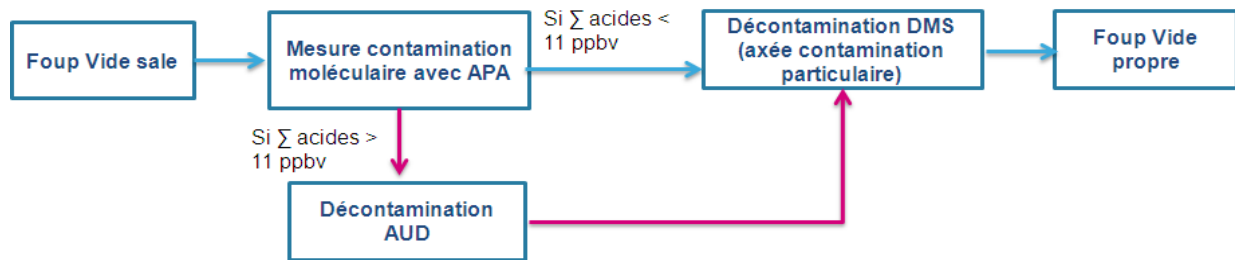 Foup Vide sale
Mesure contamination
moléculaire avec APA
Si ∑ acides <
11 ppbv
Décontamination DMS
(axée contamination
particulaire)
Foup Vide
propre
Si ∑ acides >
11 ppbv
Décontamination
AUD